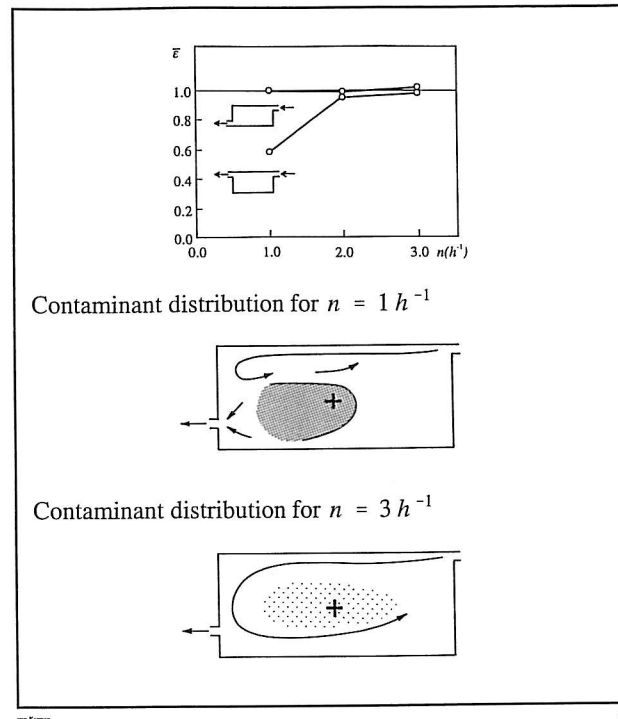 ε̄
1.0
0.8
0.6
0.4
0.2
0.0
0.0 1.0 2.0 3.0 n(h⁻¹)
Contaminant distribution for n = 1 h⁻¹
Contaminant distribution for n = 3 h⁻¹